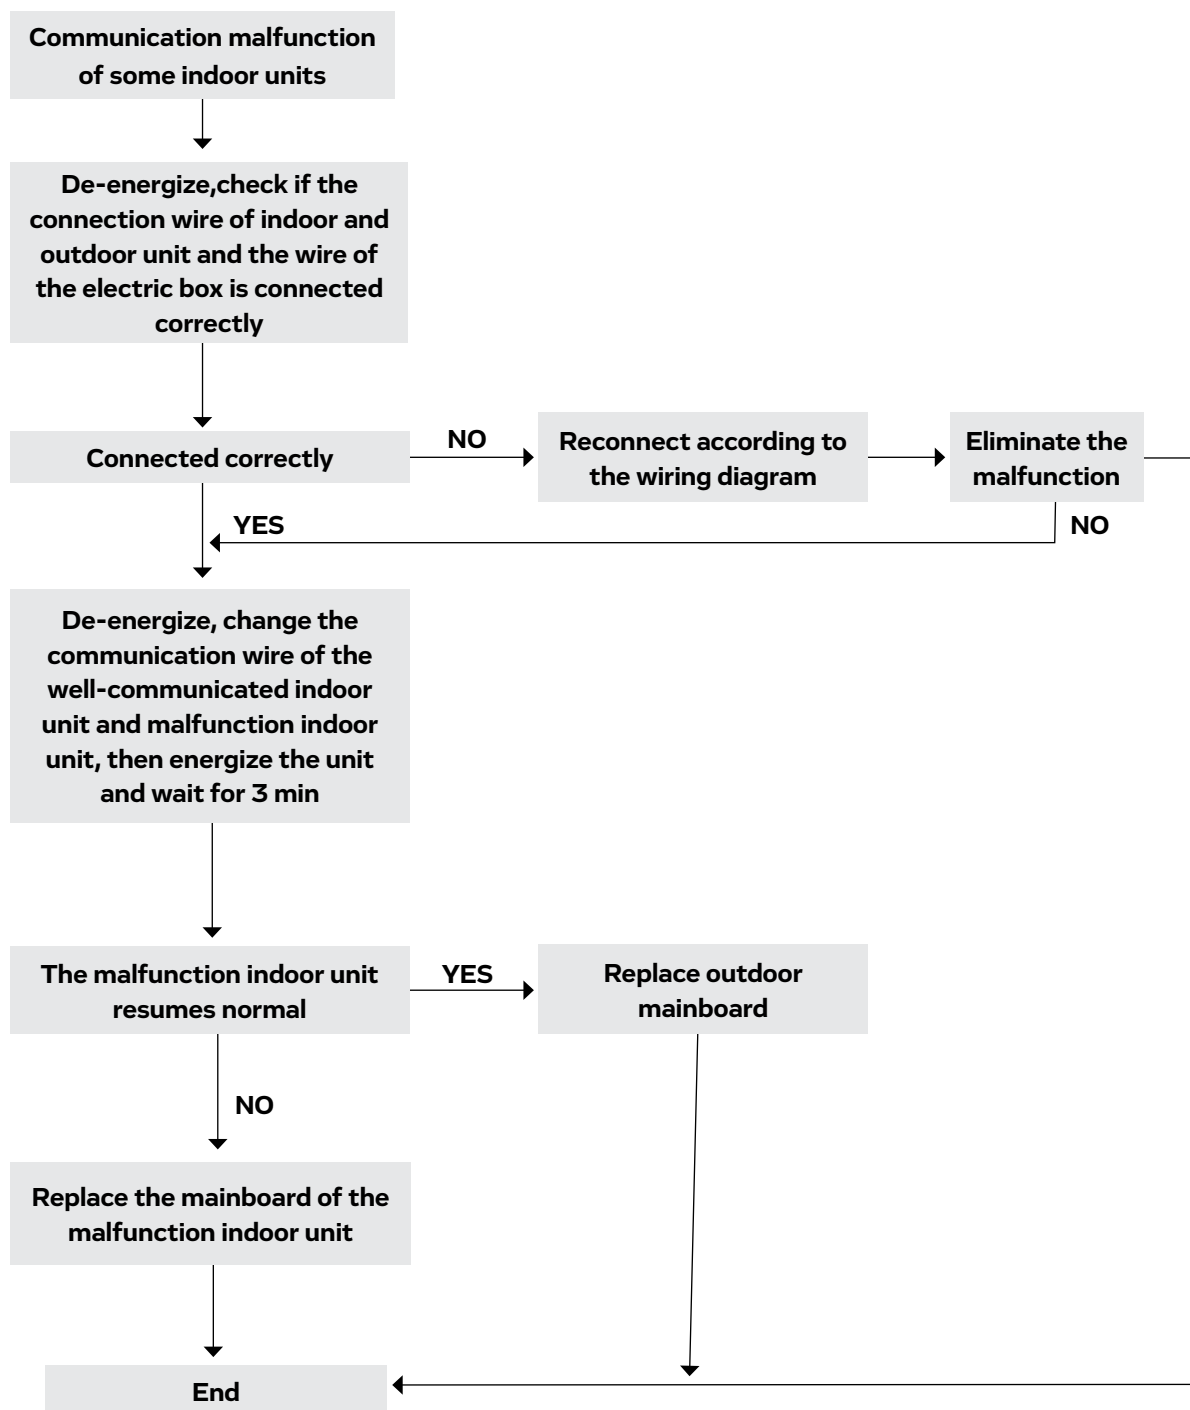 Communication malfunction
of some indoor units
De-energize,check if the
connection wire of indoor and
outdoor unit and the wire of
the electric box is connected
correctly
Connected correctly
NO
Reconnect according to
the wiring diagram
Eliminate the
malfunction
YES
NO
De-energize, change the
communication wire of the
well-communicated indoor
unit and malfunction indoor
unit, then energize the unit
and wait for 3 min
The malfunction indoor unit
resumes normal
YES
Replace outdoor
mainboard
NO
Replace the mainboard of the
malfunction indoor unit
End